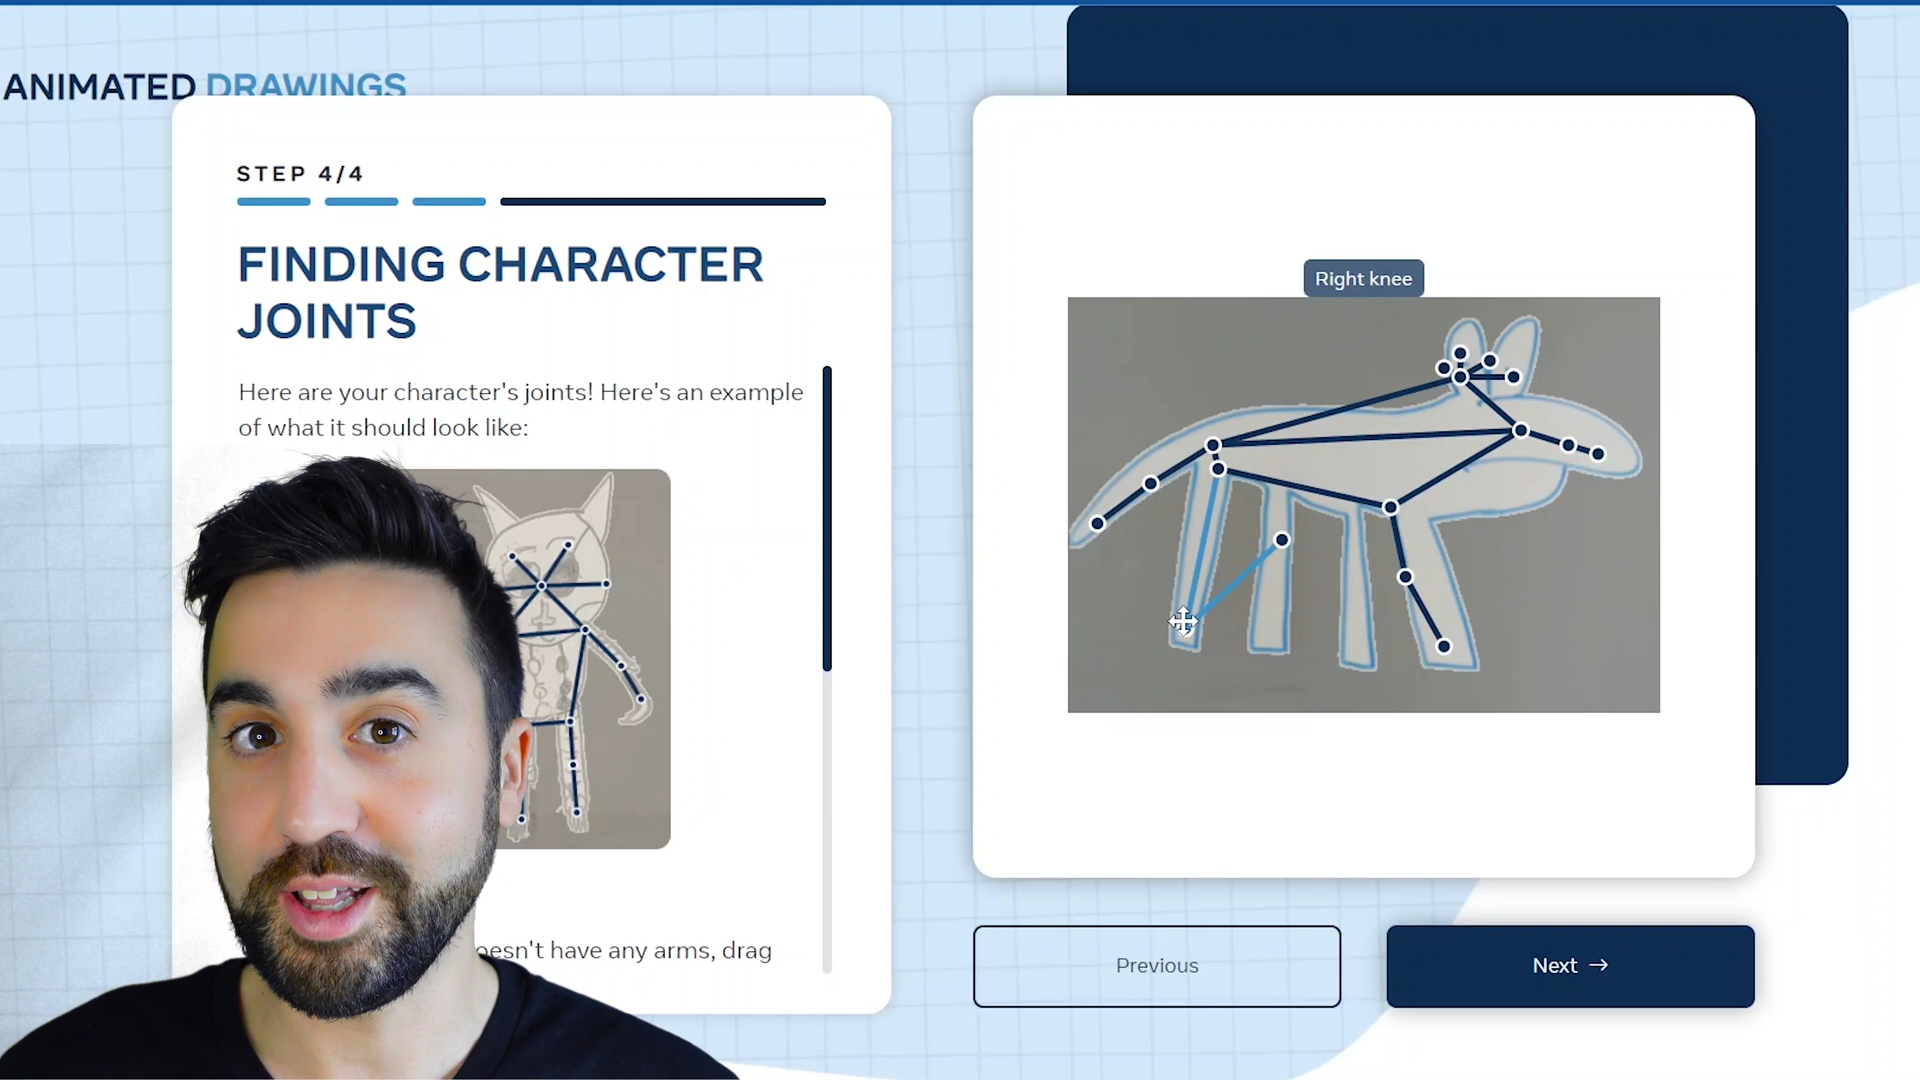 ANIMATED DRAWINGS
STEP 4/4
FINDING CHARACTER
JOINTS
Here are your character's joints! Here's an example
of what it should look like:
have any arms, drag
Right knee
Previous
Next →